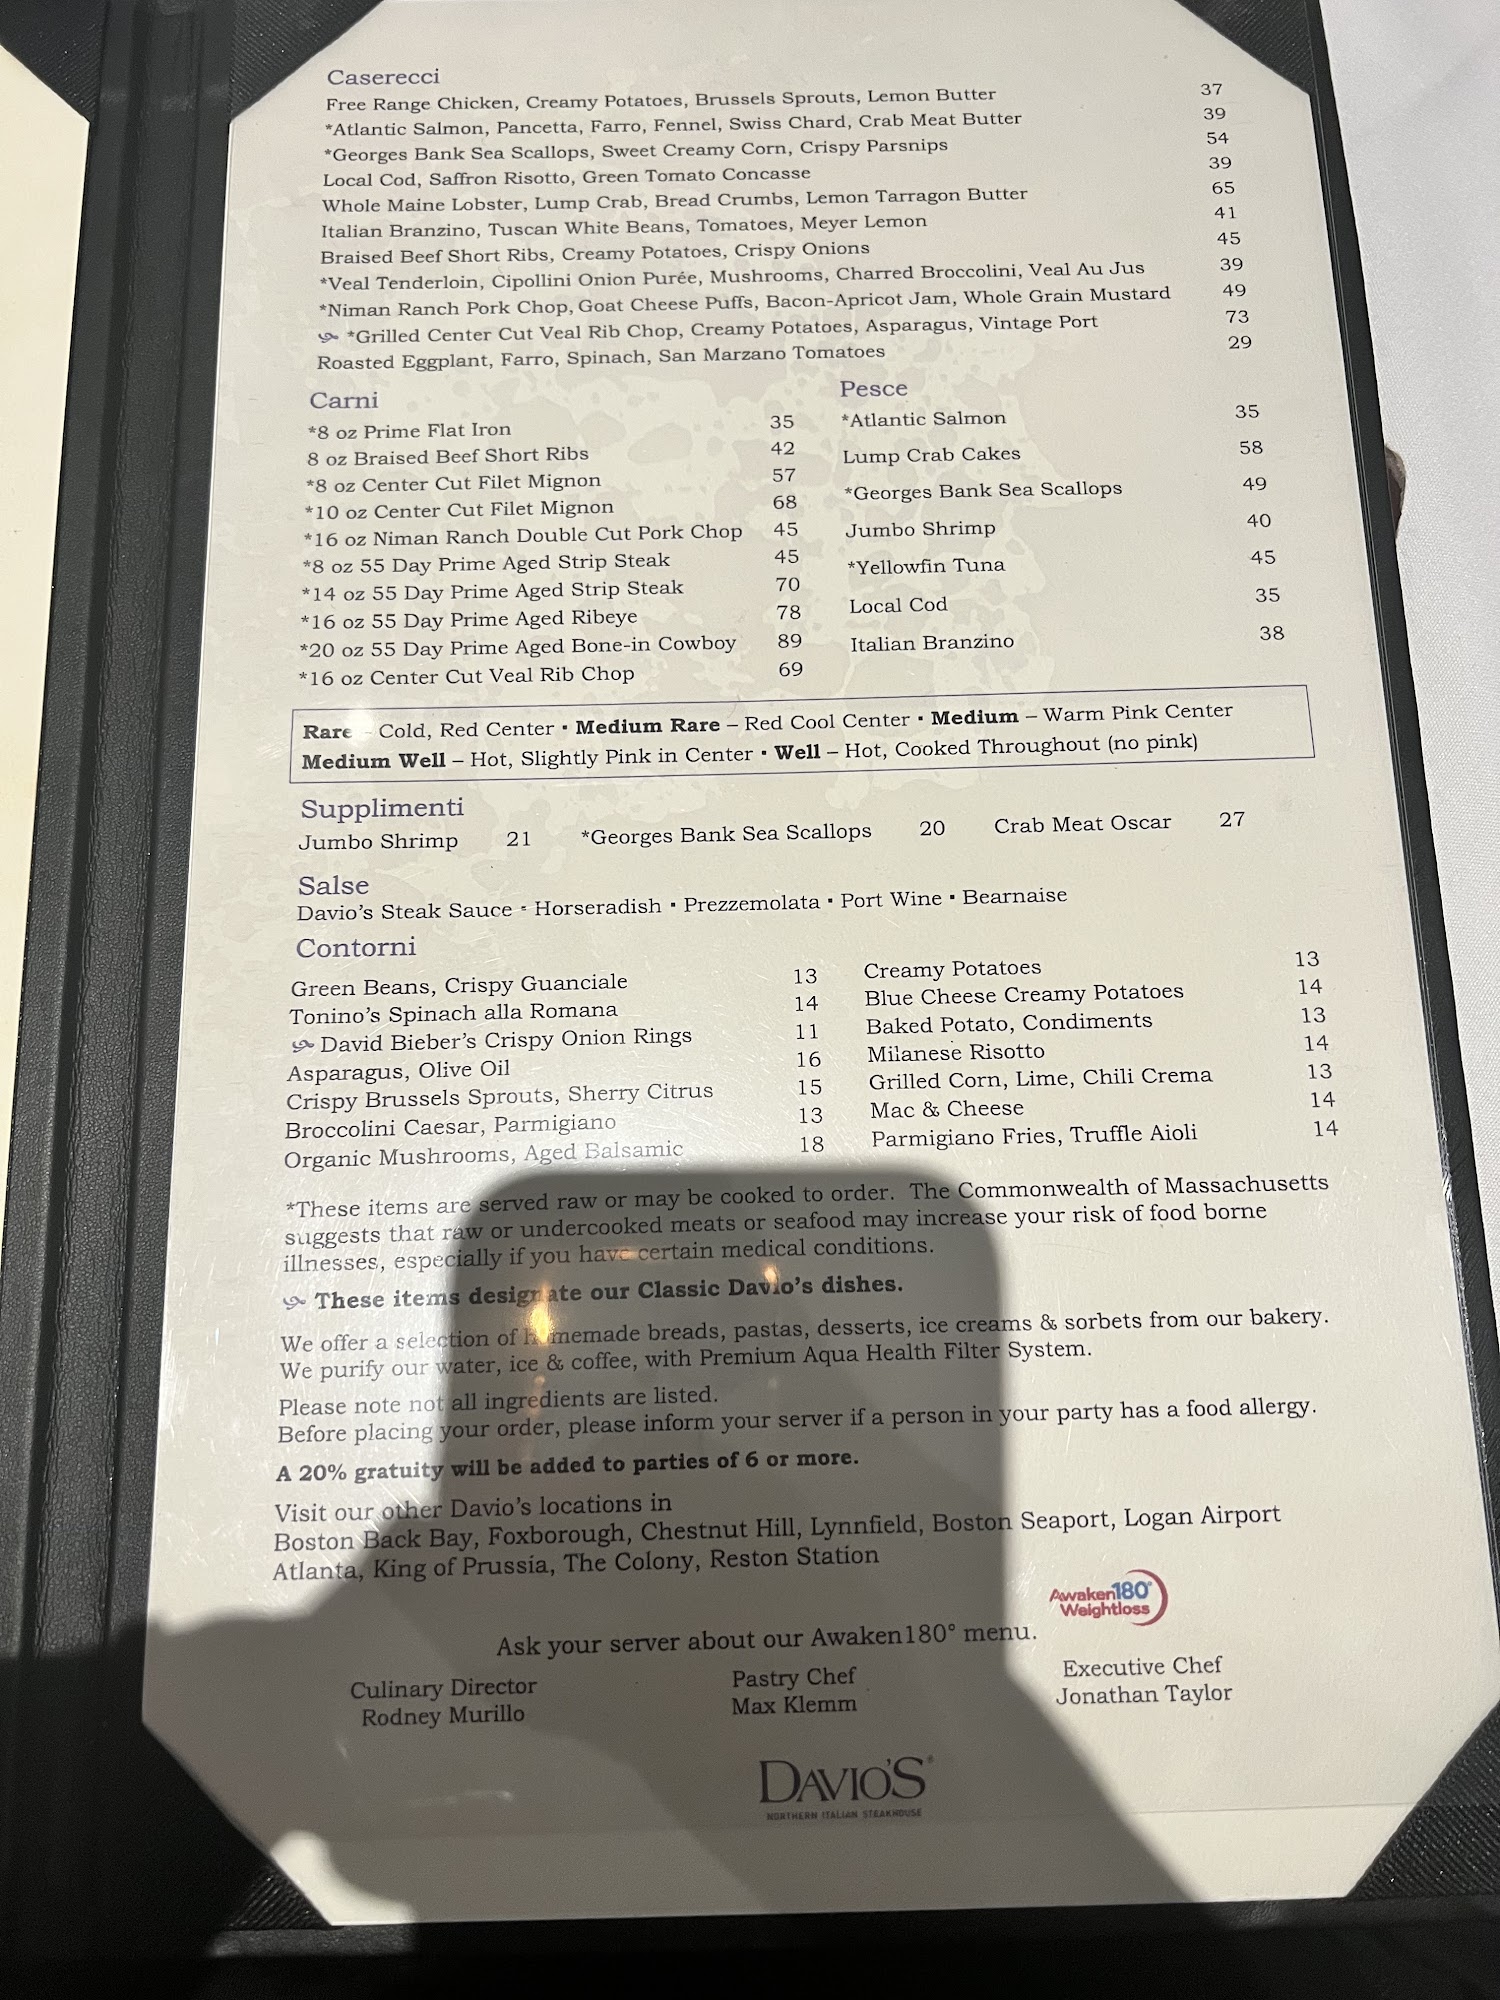 Caserecci
Free Range Chicken, Creamy Potatoes, Brussels Sprouts, Lemon Butter 37
*Atlantic Salmon, Pancetta, Farro, Fennel, Swiss Chard, Crab Meat Butter 39
*Georges Bank Sea Scallops, Sweet Creamy Corn, Crispy Parsnips 54
Local Cod, Saffron Risotto, Green Tomato Concasse 39
Whole Maine Lobster, Lump Crab, Bread Crumbs, Lemon Tarragon Butter 65
Italian Branzino, Tuscan White Beans, Tomatoes, Meyer Lemon 41
Braised Beef Short Ribs, Creamy Potatoes, Crispy Onions 45
*Veal Tenderloin, Cipollini Onion Purée, Mushrooms, Charred Broccolini, Veal Au Jus 39
*Niman Ranch Pork Chop, Goat Cheese Puffs, Bacon-Apricot Jam, Whole Grain Mustard 49
*Grilled Center Cut Veal Rib Chop, Creamy Potatoes, Asparagus, Vintage Port 73
Roasted Eggplant, Farro, Spinach, San Marzano Tomatoes 29
Carni
*8 oz Prime Flat Iron 35
8 oz Braised Beef Short Ribs 42
*8 oz Center Cut Filet Mignon 57
*10 oz Center Cut Filet Mignon 68
*16 oz Niman Ranch Double Cut Pork Chop 45
*8 oz 55 Day Prime Aged Strip Steak 45
*14 oz 55 Day Prime Aged Strip Steak 70
*16 oz 55 Day Prime Aged Ribeye 78
*20 oz 55 Day Prime Aged Bone-in Cowboy 89
*16 oz Center Cut Veal Rib Chop 69
Pesce
*Atlantic Salmon 35
Lump Crab Cakes 58
*Georges Bank Sea Scallops 49
Jumbo Shrimp 40
*Yellowfin Tuna 45
Local Cod 35
Italian Branzino 38
Rare – Cold, Red Center ▪ Medium Rare – Red Cool Center ▪ Medium – Warm Pink Center
Medium Well – Hot, Slightly Pink in Center ▪ Well – Hot, Cooked Throughout (no pink)
Supplimenti
Jumbo Shrimp 21 *Georges Bank Sea Scallops 20 Crab Meat Oscar 27
Salse
Davio's Steak Sauce ▪ Horseradish ▪ Prezzemolata ▪ Port Wine ▪ Bearnaise
Contorni
Green Beans, Crispy Guanciale 13
Tonino's Spinach alla Romana 14
David Bieber's Crispy Onion Rings 11
Asparagus, Olive Oil 16
Crispy Brussels Sprouts, Sherry Citrus 15
Broccolini Caesar, Parmigiano 13
Organic Mushrooms, Aged Balsamic 18
Creamy Potatoes 13
Blue Cheese Creamy Potatoes 14
Baked Potato, Condiments 13
Milanese Risotto 14
Grilled Corn, Lime, Chili Crema 13
Mac & Cheese 14
Parmigiano Fries, Truffle Aioli 14
*These items are served raw or may be cooked to order. The Commonwealth of Massachusetts
suggests that raw or undercooked meats or seafood may increase your risk of food borne
illnesses, especially if you have certain medical conditions.
These items designate our Classic Davio's dishes.
We offer a selection of homemade breads, pastas, desserts, ice creams & sorbets from our bakery.
We purify our water, ice & coffee, with Premium Aqua Health Filter System.
Please note not all ingredients are listed.
Before placing your order, please inform your server if a person in your party has a food allergy.
A 20% gratuity will be added to parties of 6 or more.
Visit our other Davio's locations in
Boston Back Bay, Foxborough, Chestnut Hill, Lynnfield, Boston Seaport, Logan Airport
Atlanta, King of Prussia, The Colony, Reston Station
Awaken180°
Weightloss
Ask your server about our Awaken180° menu.
Culinary Director
Rodney Murillo
Pastry Chef
Max Klemm
Executive Chef
Jonathan Taylor
DAVIO'S®
NORTHERN ITALIAN STEAKHOUSE